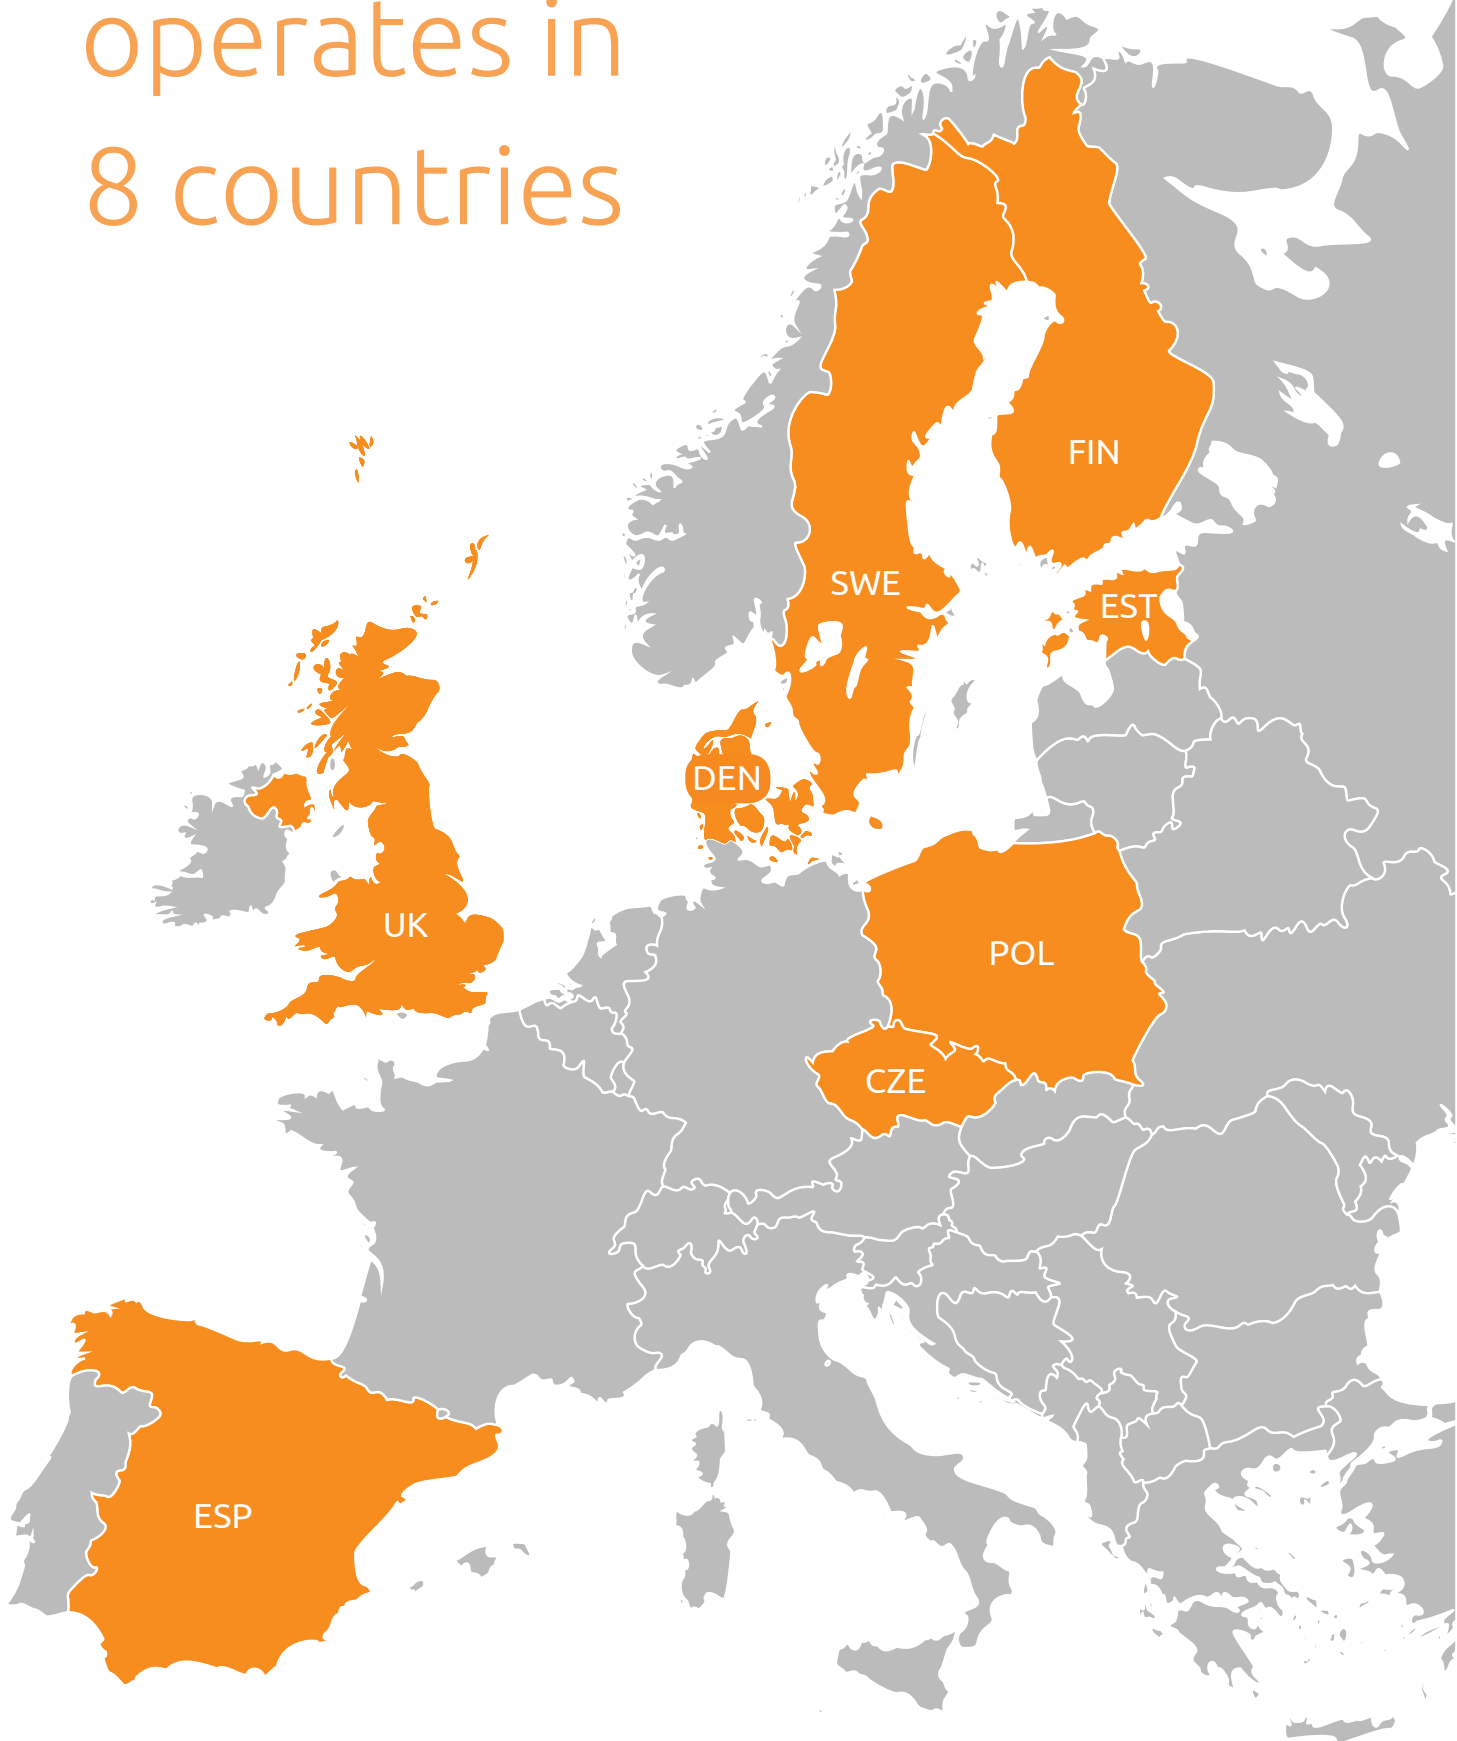 operates in
8 countries
FIN
SWE
EST
DEN
UK
POL
CZE
ESP